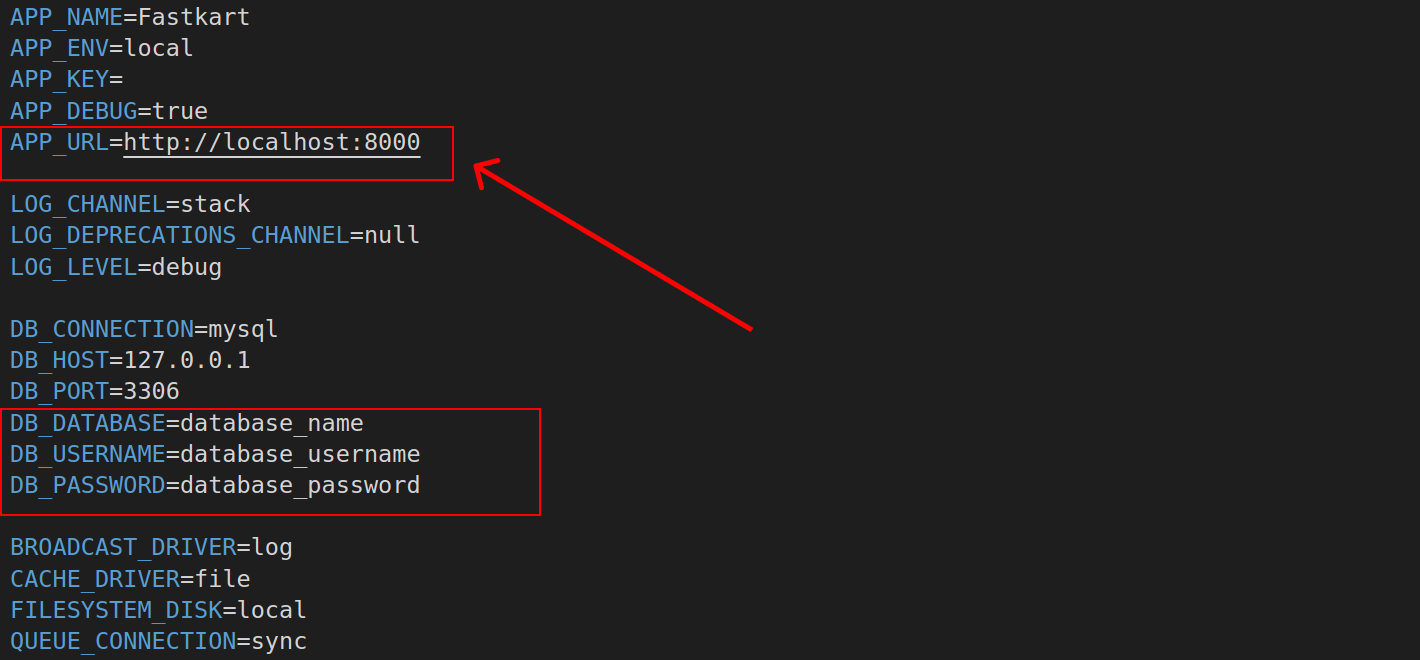 APP_NAME=Fastkart
APP_ENV=local
APP_KEY=
APP_DEBUG=true
APP_URL=http://localhost:8000
LOG_CHANNEL=stack
LOG_DEPRECATIONS_CHANNEL=null
LOG_LEVEL=debug
DB_CONNECTION=mysql
DB_HOST=127.0.0.1
DB_PORT=3306
DB_DATABASE=database_name
DB_USERNAME=database_username
DB_PASSWORD=database_password
BROADCAST_DRIVER=log
CACHE_DRIVER=file
FILESYSTEM_DISK=local
QUEUE_CONNECTION=sync